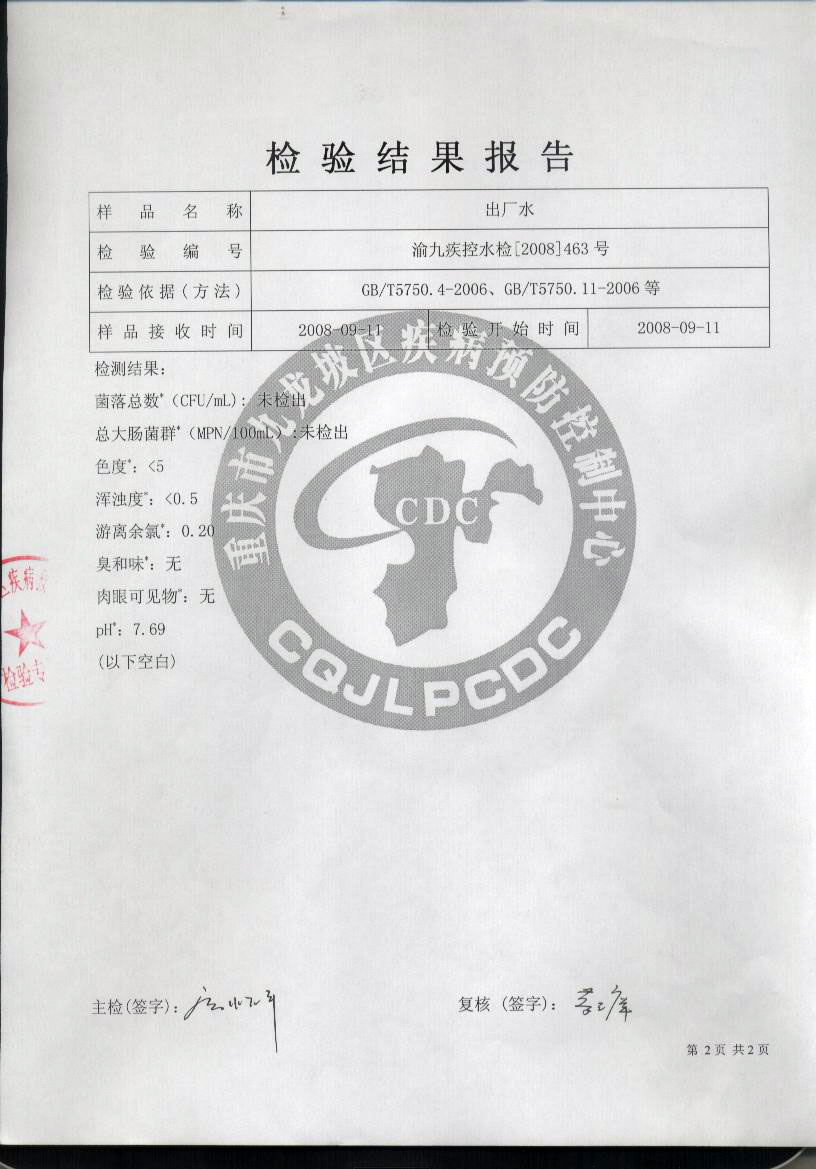 检验结果报告
样品名称 出厂水
检验编号 渝九疾控水检[2008]463号
检验依据(方法) GB/T5750.4-2006、GB/T5750.11-2006等
样品接收时间 2008-09-11 检验开始时间 2008-09-11
检测结果:
菌落总数*(CFU/mL): 未检出
总大肠菌群*(MPN/100mL):未检出
色度*: <5
浑浊度*: <0.5
游离余氯*: 0.20
臭和味*: 无
肉眼可见物*: 无
pH*: 7.69
(以下空白)
重庆市九龙坡区疾病预防控制中心
CDC
CQJLPCDC
疾病
检验专
主检(签字):
复核 (签字):
第 2页 共2页